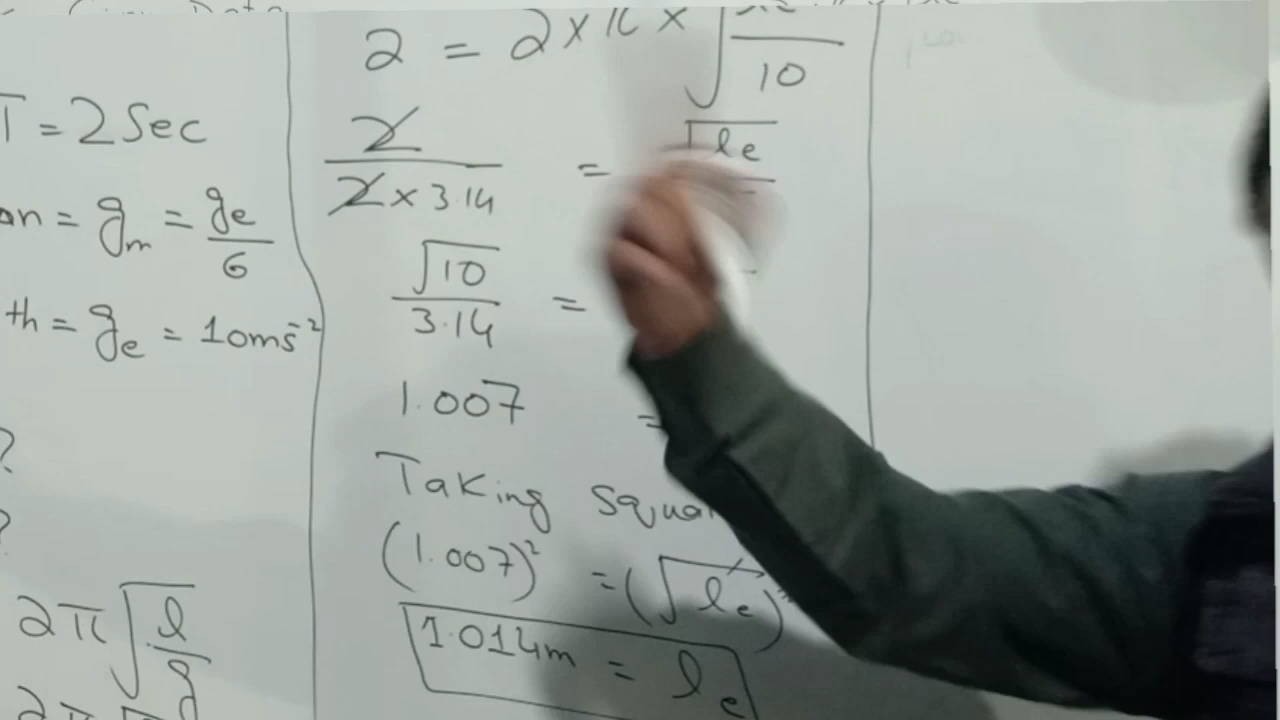 T = 2 Sec
on = gm = ge/6
th = ge = 10ms⁻²
?
?
2π√(l/g)
2π√
2 = 2 × π × √( /10)
2/(2 × 3.14) = √(le
√10/3.14 =
1.007 =
Taking squar
(1.007)² = (√le)²
1.014m = le